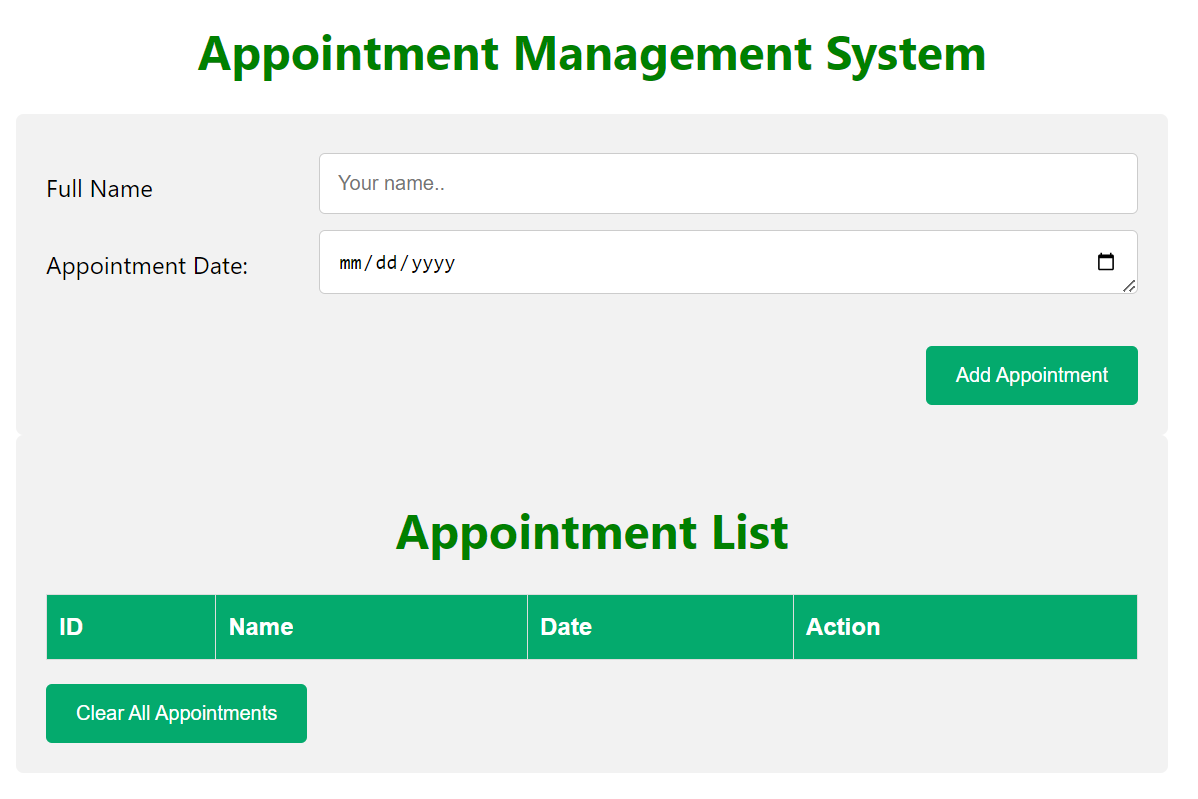 Appointment Management System
Full Name
Your name..
Appointment Date:
mm/dd/yyyy
Add Appointment
Appointment List
ID Name Date Action
Clear All Appointments